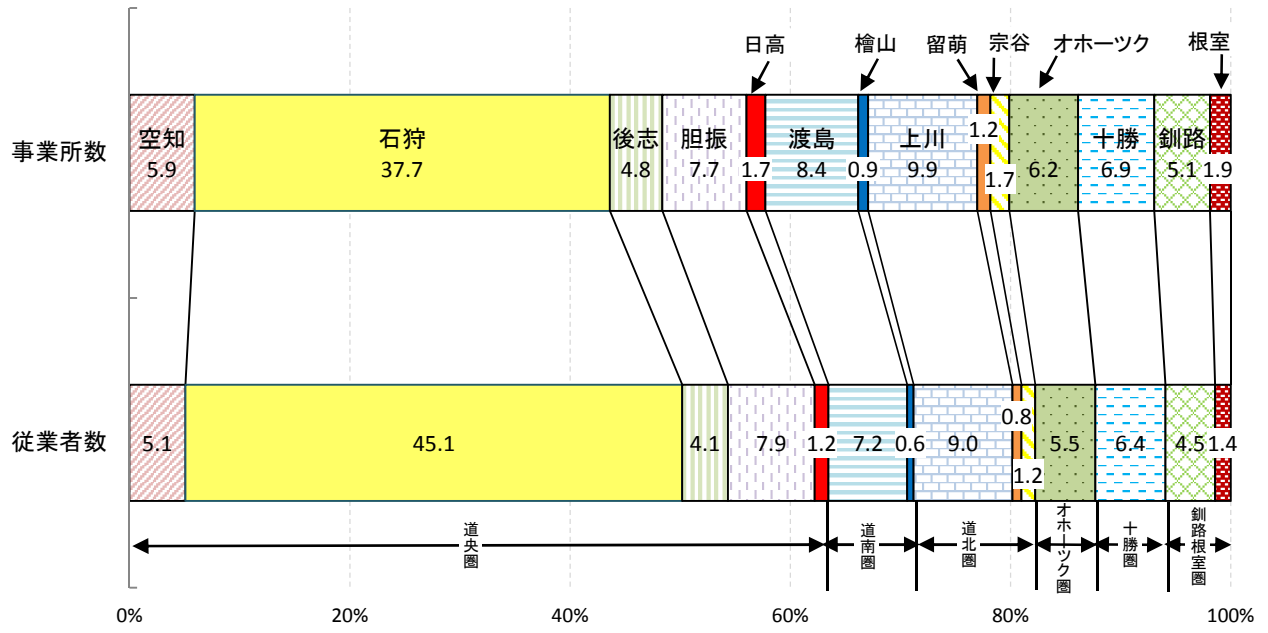 日高
檜山
留萌
宗谷
オホーツク
根室
事業所数
空知
5.9
石狩
37.7
後志
4.8
胆振
7.7
1.7
渡島
8.4
0.9
上川
9.9
1.2
1.7
6.2
十勝
6.9
釧路
5.1
1.9
従業者数
5.1
45.1
4.1
7.9
1.2
7.2
0.6
9.0
0.8
1.2
5.5
6.4
4.5
1.4
道央圏
道南圏
道北圏
オホーツク圏
十勝圏
釧路根室圏
0%
20%
40%
60%
80%
100%